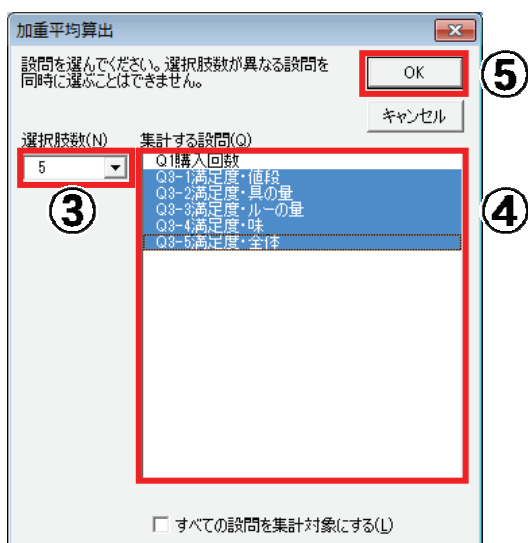 加重平均算出
設問を選んでください。選択肢数が異なる設問を
同時に選ぶことはできません。
OK
⑤
キャンセル
選択肢数(N)
集計する設問(Q)
5
③
Q1購入回数
Q3-1満足度・値段
Q3-2満足度・具の量
Q3-3満足度・ルーの量
Q3-4満足度・味
Q3-5満足度・全体
④
すべての設問を集計対象にする(L)